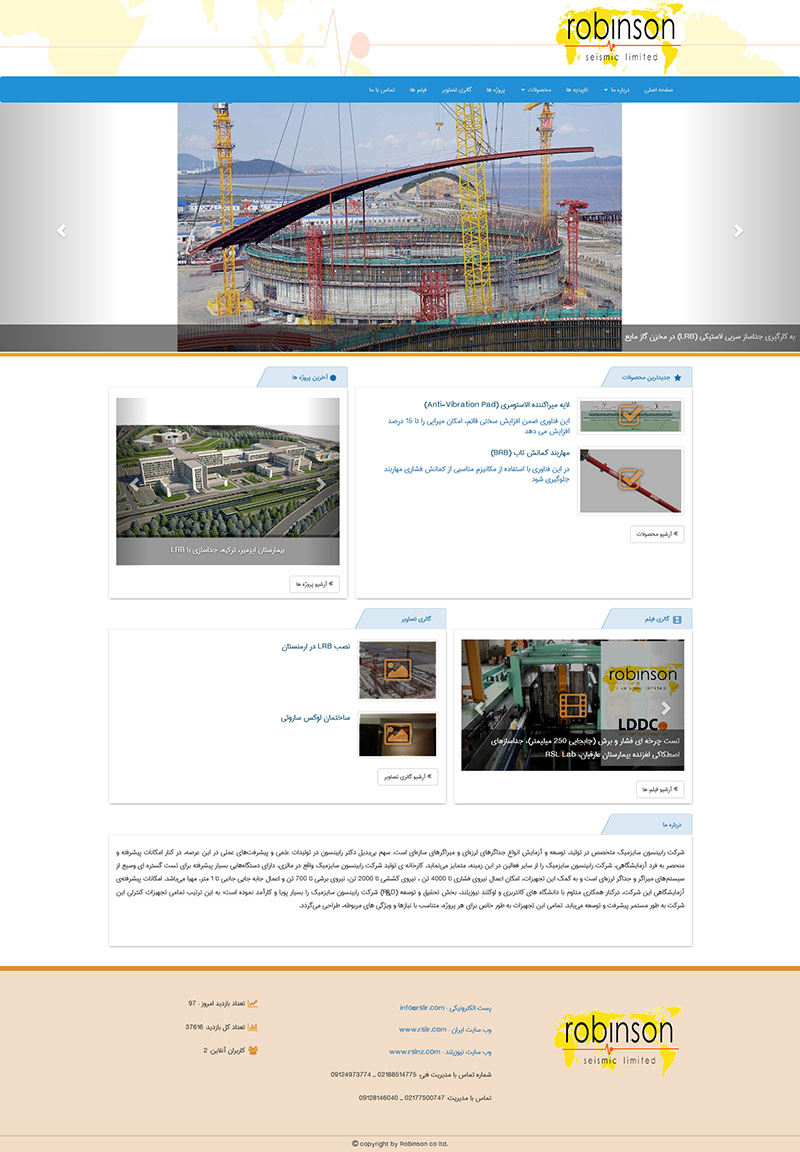 robinson
seismic limited
صفحه اصلی
درباره ما
تاییدیه ها
محصولات
پروژه ها
گالری تصاویر
فیلم ها
تماس با ما
به کارگیری جداساز سربی لاستیکی (LRB) در مخزن گاز مایع
جدیدترین محصولات
لایه میراکننده الاستومری (Anti-Vibration Pad)
این فناوری ضمن افزایش سختی قائم، امکان میرایی را تا 15 درصد
افزایش می دهد
مهاربند کمانش تاب (BRB)
در این فناوری با استفاده از مکانیزم مناسبی از کمانش فشاری مهاربند
جلوگیری شود
» آرشیو محصولات
آخرین پروژه ها
بیمارستان ایزمیر، ترکیه، جداسازی با LRB
» آرشیو پروژه ها
گالری فیلم
robinson
seismic limited
LDDC
تست چرخه ای فشار و برش (جابجایی 250 میلیمتر)، جداسازهای
اصطکاکی لغزنده بیمارستان عارفیان، RSL Lab
» آرشیو فیلم ها
گالری تصاویر
نصب LRB در ارمنستان
ساختمان لوکس سارونی
» آرشیو گالری تصاویر
درباره ما
شرکت رابینسون سایزمیک، متخصص در تولید، توسعه و آزمایش انواع جداگرهای لرزه‌ای و میراگرهای سازه‌ای است. سهم بی‌بدیل دکتر رابینسون در تولیدات علمی و پیشرفت‌های عملی در این عرصه، در کنار امکانات پیشرفته و
منحصر به فرد آزمایشگاهی، شرکت رابینسون سایزمیک را از سایر فعالین در این زمینه، متمایز می‌نماید. کارخانه ی تولید شرکت رابینسون سایزمیک واقع در مالزی، دارای دستگاه‌هایی بسیار پیشرفته برای تست گستره ای وسیع از
سیستم‌های میراگر و جداگر لرزه‌ای است و به کمک این تجهیزات، امکان اعمال نیروی فشاری تا 4000 تن ، نیروی کششی تا 2000 تن، نیروی برشی تا 700 تن و اعمال جابه جایی جانبی تا 1 متر، مهیا می‌باشد. امکانات پیشرفته‌ی
آزمایشگاهی این شرکت، درکنار همکاری مداوم با دانشگاه های کانتربری و اوکلند نیوزیلند، بخش تحقیق و توسعه (R&D) شرکت رابینسون سایزمیک را بسیار پویا و کارآمد نموده است؛ به این ترتیب تمامی تجهیزات کنترلی این
شرکت به طور مستمر پیشرفت و توسعه می‌یابد. تمامی این تجهیزات به طور خاص برای هر پروژه، متناسب با نیازها و ویژگی های مربوطه، طراحی می‌گردد.
robinson
seismic limited
پست الکترونیکی : info@rslir.com
وب سایت ایران : www.rslir.com
وب سایت نیوزیلند : www.rslnz.com
شماره تماس با مدیریت فنی: 02188514775 _ 09124973774
تماس با مدیریت: 02177500747 _ 09128146040
تعداد بازدید امروز : 97
تعداد کل بازدید: 37616
کاربران آنلاین: 2
© copyright by Robinson co ltd.